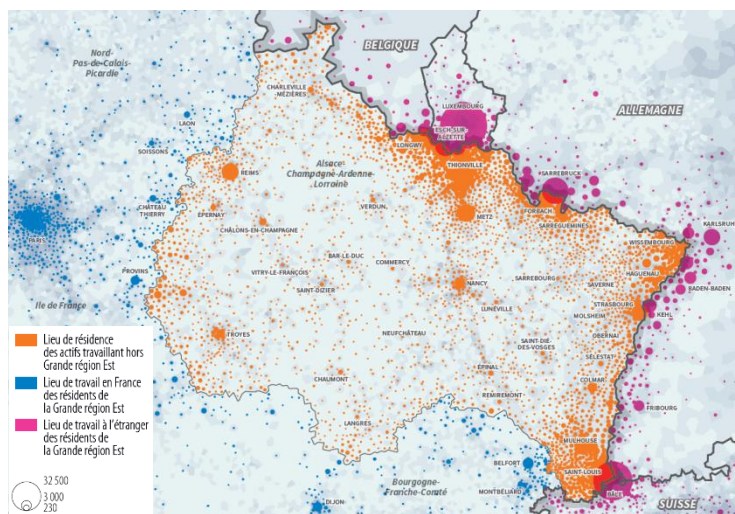 BELGIQUE
Nord-
Pas-de-Calais-
Picardie
CHARLEVILLE
MÉZIÈRES
LUXEMBOURG
ALLEMAGNE
LAON
ESCH-SUR-
ALZETTE
LONGWY
SOISSONS
THIONVILLE
Alsace
Champagne-Ardenne-
Lorraine
SARREBRUCK
REIMS
CHÂTEAU
THIERRY
ÉPERNAY
VERDUN
METZ
FORBACH
SARREGUEMINES
CHÂLONS-EN-CHAMPAGNE
KARLSRUH
PARIS
WISSEMBOURG
BAR-LE-DUC
COMMERCY
PROVINS
VITRY-LE-FRANÇOIS
SARREBOURG
HAGUENAU
SAVERNE
NANCY
SAINT-DIZIER
BADEN-BADEN
Ile de France
STRASBOURG
LUNÉVILLE
MOLSHEIM
KEHL
TROYES
NEUFCHÂTEAU
OBERNAI
SAINT-DIÉ-
DES-VOSGES
SÉLESTAT
ÉPINAL
CHAUMONT
COLMAR
REMIREMONT
FRIBOURG
LANGRES
MULHOUSE
BELFORT
SAINT-LOUIS
Bourgogne-
Franche-Comté
MONTBÉLIARD
BÂLE
DIJON
SUISSE
Lieu de résidence
des actifs travaillant hors
Grande région Est
Lieu de travail en France
des résidents de
la Grande région Est
Lieu de travail à l'étranger
des résidents de
la Grande région Est
32 500
3 000
230